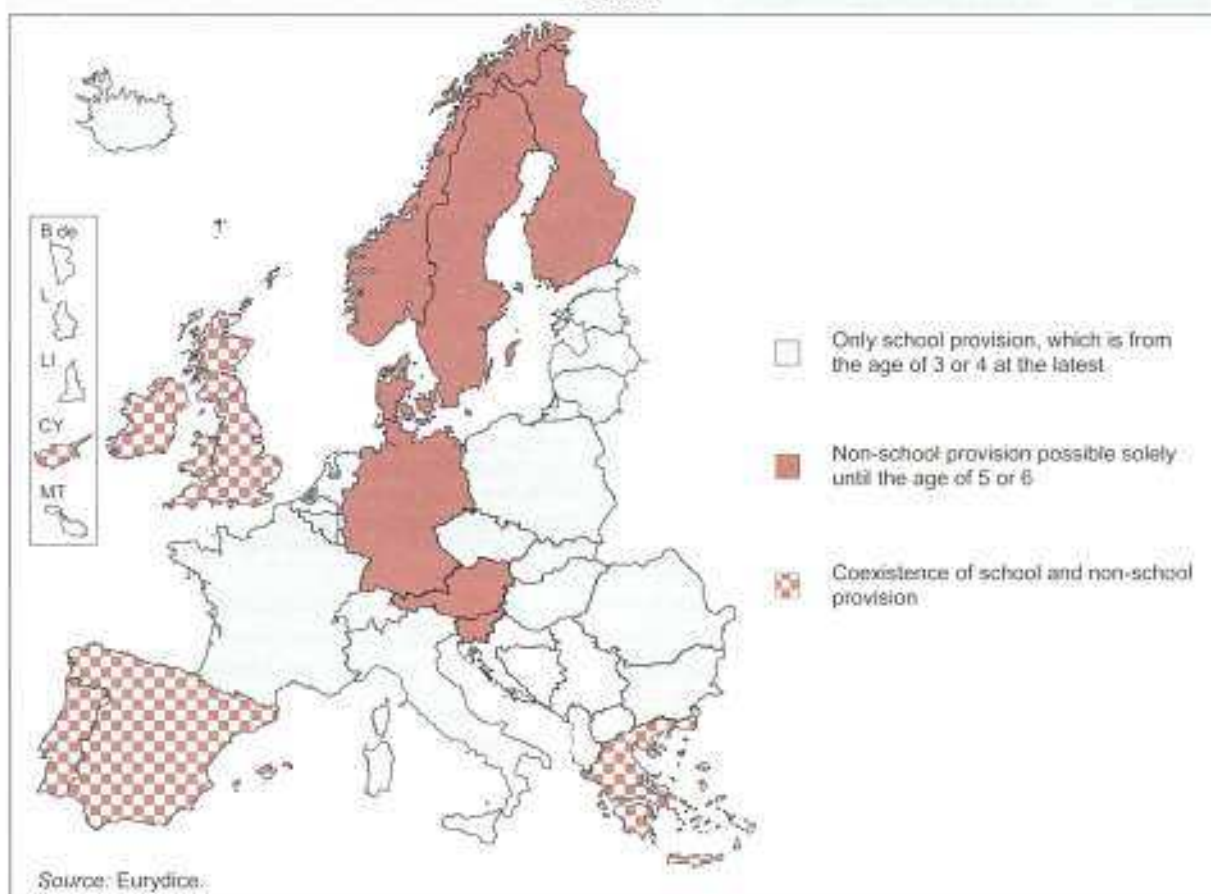 B de
L
LI
CY
MT
Only school provision, which is from
the age of 3 or 4 at the latest
Non-school provision possible solely
until the age of 5 or 6
Coexistence of school and non-school
provision
Source: Eurydice.